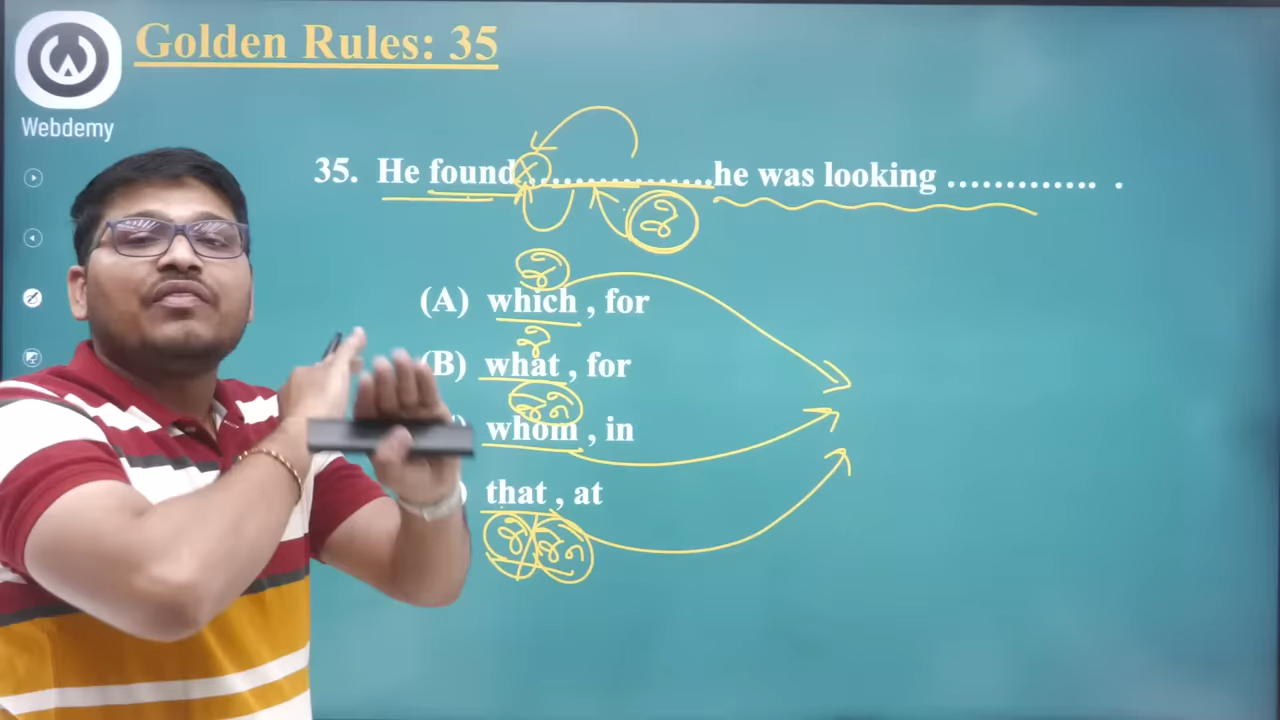 Golden Rules: 35
Webdemy
35. He found ............... he was looking ............. .
(A) which , for
(B) what , for
whom , in
that , at